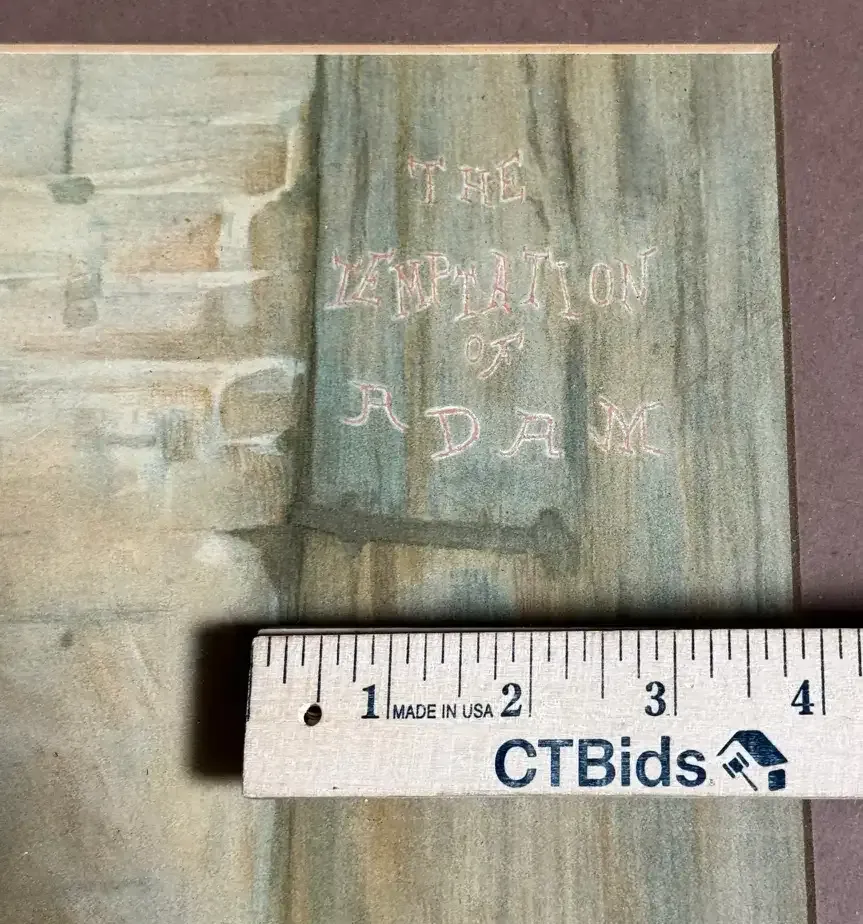 THE
TEMPTATION
OF
ADAM
1 MADE IN USA 2 3 4
CTBids